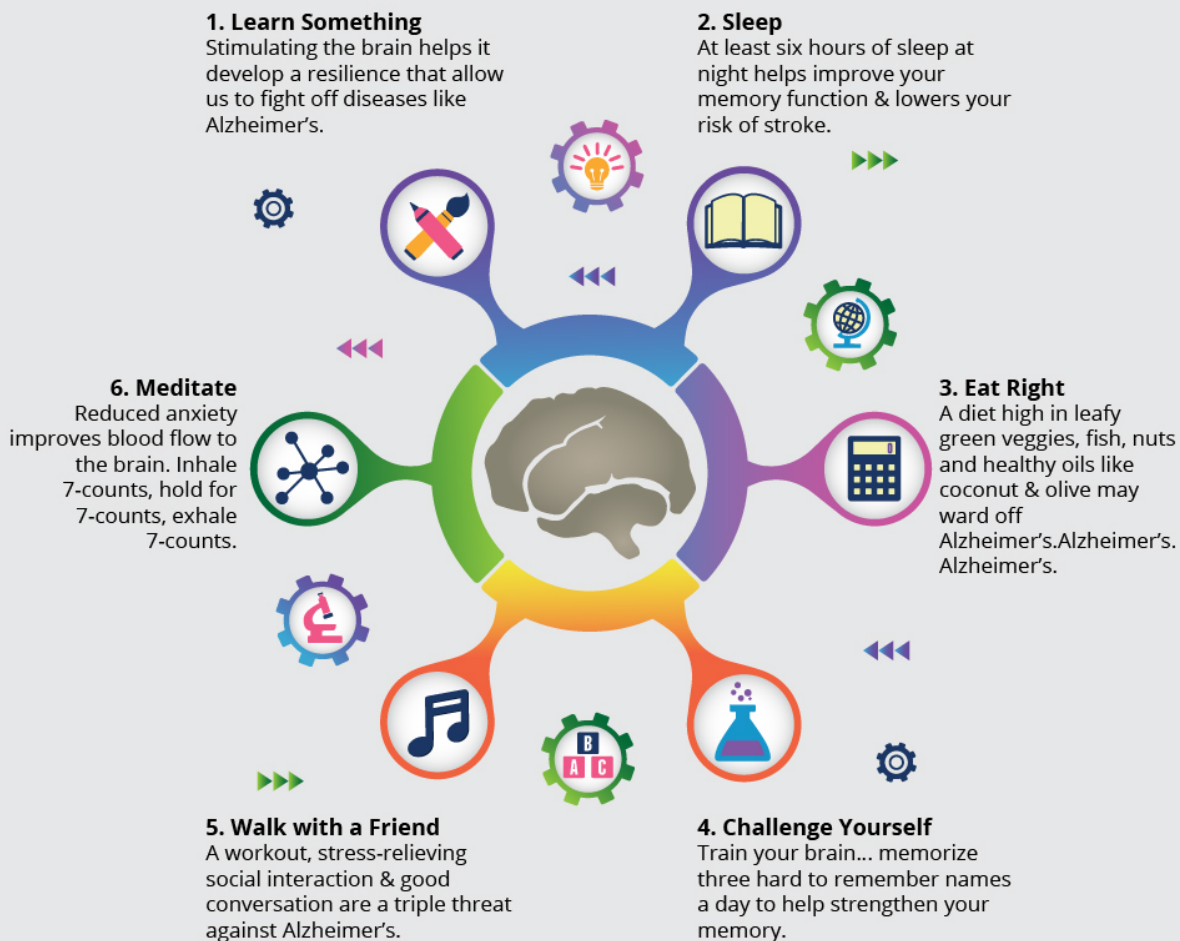 1. Learn Something
Stimulating the brain helps it
develop a resilience that allow
us to fight off diseases like
Alzheimer's.
2. Sleep
At least six hours of sleep at
night helps improve your
memory function & lowers your
risk of stroke.
3. Eat Right
A diet high in leafy
green veggies, fish, nuts
and healthy oils like
coconut & olive may
ward off
Alzheimer's.Alzheimer's.
Alzheimer's.
4. Challenge Yourself
Train your brain... memorize
three hard to remember names
a day to help strengthen your
memory.
5. Walk with a Friend
A workout, stress-relieving
social interaction & good
conversation are a triple threat
against Alzheimer's.
6. Meditate
Reduced anxiety
improves blood flow to
the brain. Inhale
7-counts, hold for
7-counts, exhale
7-counts.
0
B
A C